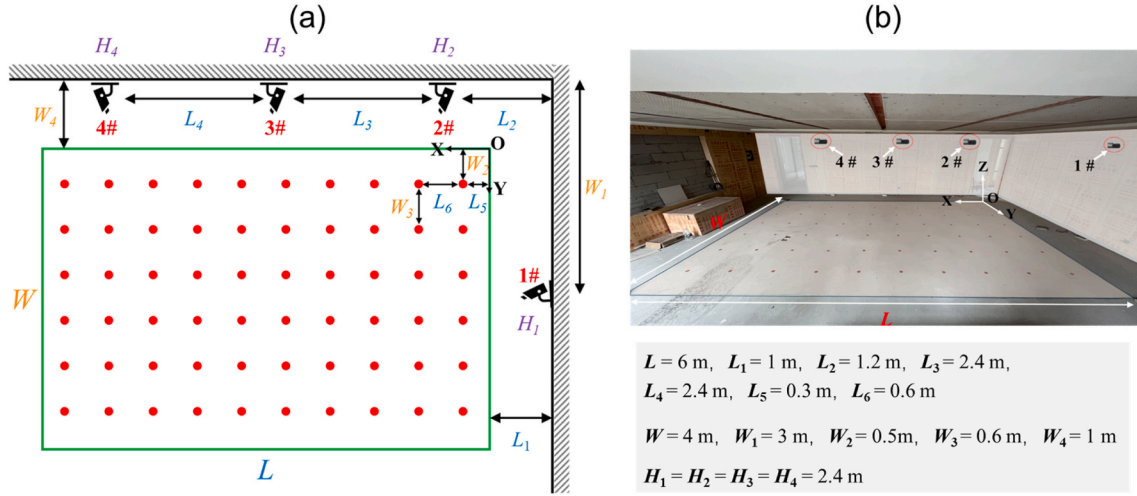 (a)
H4 H3 H2
W4 L4 L3 L2
4# 3# 2#
X O
W2
Y
L6 L5
W3
W1
W
1#
H1
L1
L
(b)
4 # 3 # 2 # 1 #
Z
X O Y
W
L
L = 6 m, L1 = 1 m, L2 = 1.2 m, L3 = 2.4 m,
L4 = 2.4 m, L5 = 0.3 m, L6 = 0.6 m
W = 4 m, W1 = 3 m, W2 = 0.5m, W3 = 0.6 m, W4 = 1 m
H1 = H2 = H3 = H4 = 2.4 m